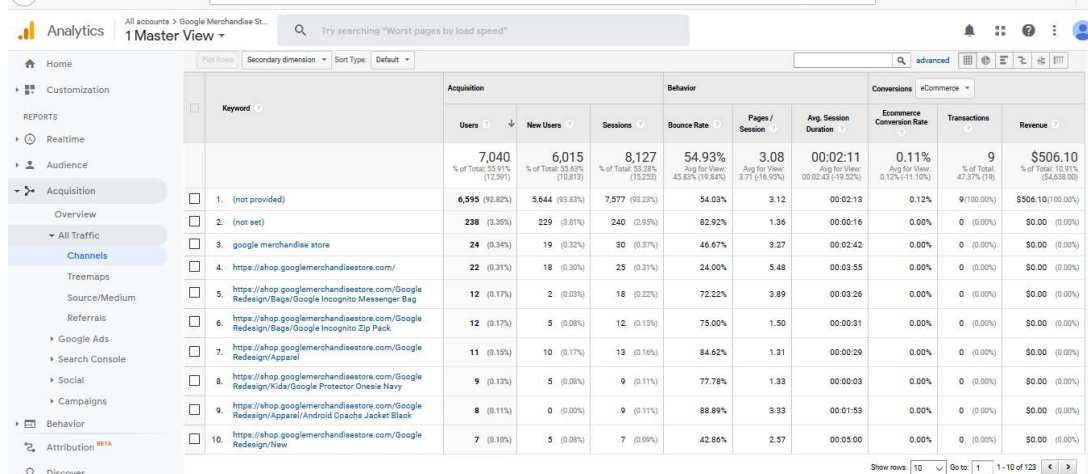 Analytics
All accounts > Google Merchandise St...
1 Master View
Try searching "Worst pages by load speed"
Home
Customization
REPORTS
Realtime
Audience
Acquisition
Overview
All Traffic
Channels
Treemaps
Source/Medium
Referrals
Google Ads
Search Console
Social
Campaigns
Behavior
Attribution BETA
Discover
Plot Rows Secondary dimension Sort Type: Default advanced
Keyword Acquisition Behavior Conversions eCommerce
Users New Users Sessions Bounce Rate Pages / Session Avg. Session Duration Ecommerce Conversion Rate Transactions Revenue
7,040 6,015 8,127 54.93% 3.08 00:02:11 0.11% 9 $506.10
% of Total: 55.91% % of Total: 55.63% % of Total: 53.28% Avg for View: Avg for View: Avg for View: Avg for View: % of Total: % of Total: 10.91%
(12,591) (10,813) (15,253) 45.83% (19.84%) 3.71 (-16.95%) 00:02:43 (-19.52%) 0.12% (-11.10%) 47.37% (19) ($4,638.00)
1. (not provided) 6,595 (92.82%) 5,644 (93.83%) 7,577 (93.23%) 54.03% 3.12 00:02:13 0.12% 9 (100.00%) $506.10 (100.00%)
2. (not set) 238 (3.35%) 229 (3.81%) 240 (2.95%) 82.92% 1.36 00:00:16 0.00% 0 (0.00%) $0.00 (0.00%)
3. google merchandise store 24 (0.34%) 19 (0.32%) 30 (0.37%) 46.67% 3.27 00:02:42 0.00% 0 (0.00%) $0.00 (0.00%)
4. https://shop.googlemerchandisestore.com/ 22 (0.31%) 18 (0.30%) 25 (0.31%) 24.00% 5.48 00:03:55 0.00% 0 (0.00%) $0.00 (0.00%)
5. https://shop.googlemerchandisestore.com/Google
Redesign/Bags/Google Incognito Messenger Bag 12 (0.17%) 2 (0.03%) 18 (0.22%) 72.22% 3.89 00:03:26 0.00% 0 (0.00%) $0.00 (0.00%)
6. https://shop.googlemerchandisestore.com/Google
Redesign/Bags/Google Incognito Zip Pack 12 (0.17%) 5 (0.08%) 12 (0.15%) 75.00% 1.50 00:00:31 0.00% 0 (0.00%) $0.00 (0.00%)
7. https://shop.googlemerchandisestore.com/Google
Redesign/Apparel 11 (0.15%) 10 (0.17%) 13 (0.16%) 84.62% 1.31 00:00:29 0.00% 0 (0.00%) $0.00 (0.00%)
8. https://shop.googlemerchandisestore.com/Google
Redesign/Kids/Google Protector Onesie Navy 9 (0.13%) 5 (0.08%) 9 (0.11%) 77.78% 1.33 00:00:03 0.00% 0 (0.00%) $0.00 (0.00%)
9. https://shop.googlemerchandisestore.com/Google
Redesign/Apparel/Android Coachs Jacket Black 8 (0.11%) 0 (0.00%) 9 (0.11%) 88.89% 3.33 00:01:53 0.00% 0 (0.00%) $0.00 (0.00%)
10. https://shop.googlemerchandisestore.com/Google
Redesign/New 7 (0.10%) 5 (0.08%) 7 (0.09%) 42.86% 2.57 00:05:00 0.00% 0 (0.00%) $0.00 (0.00%)
Show rows: 10 Go to: 1 1 - 10 of 123